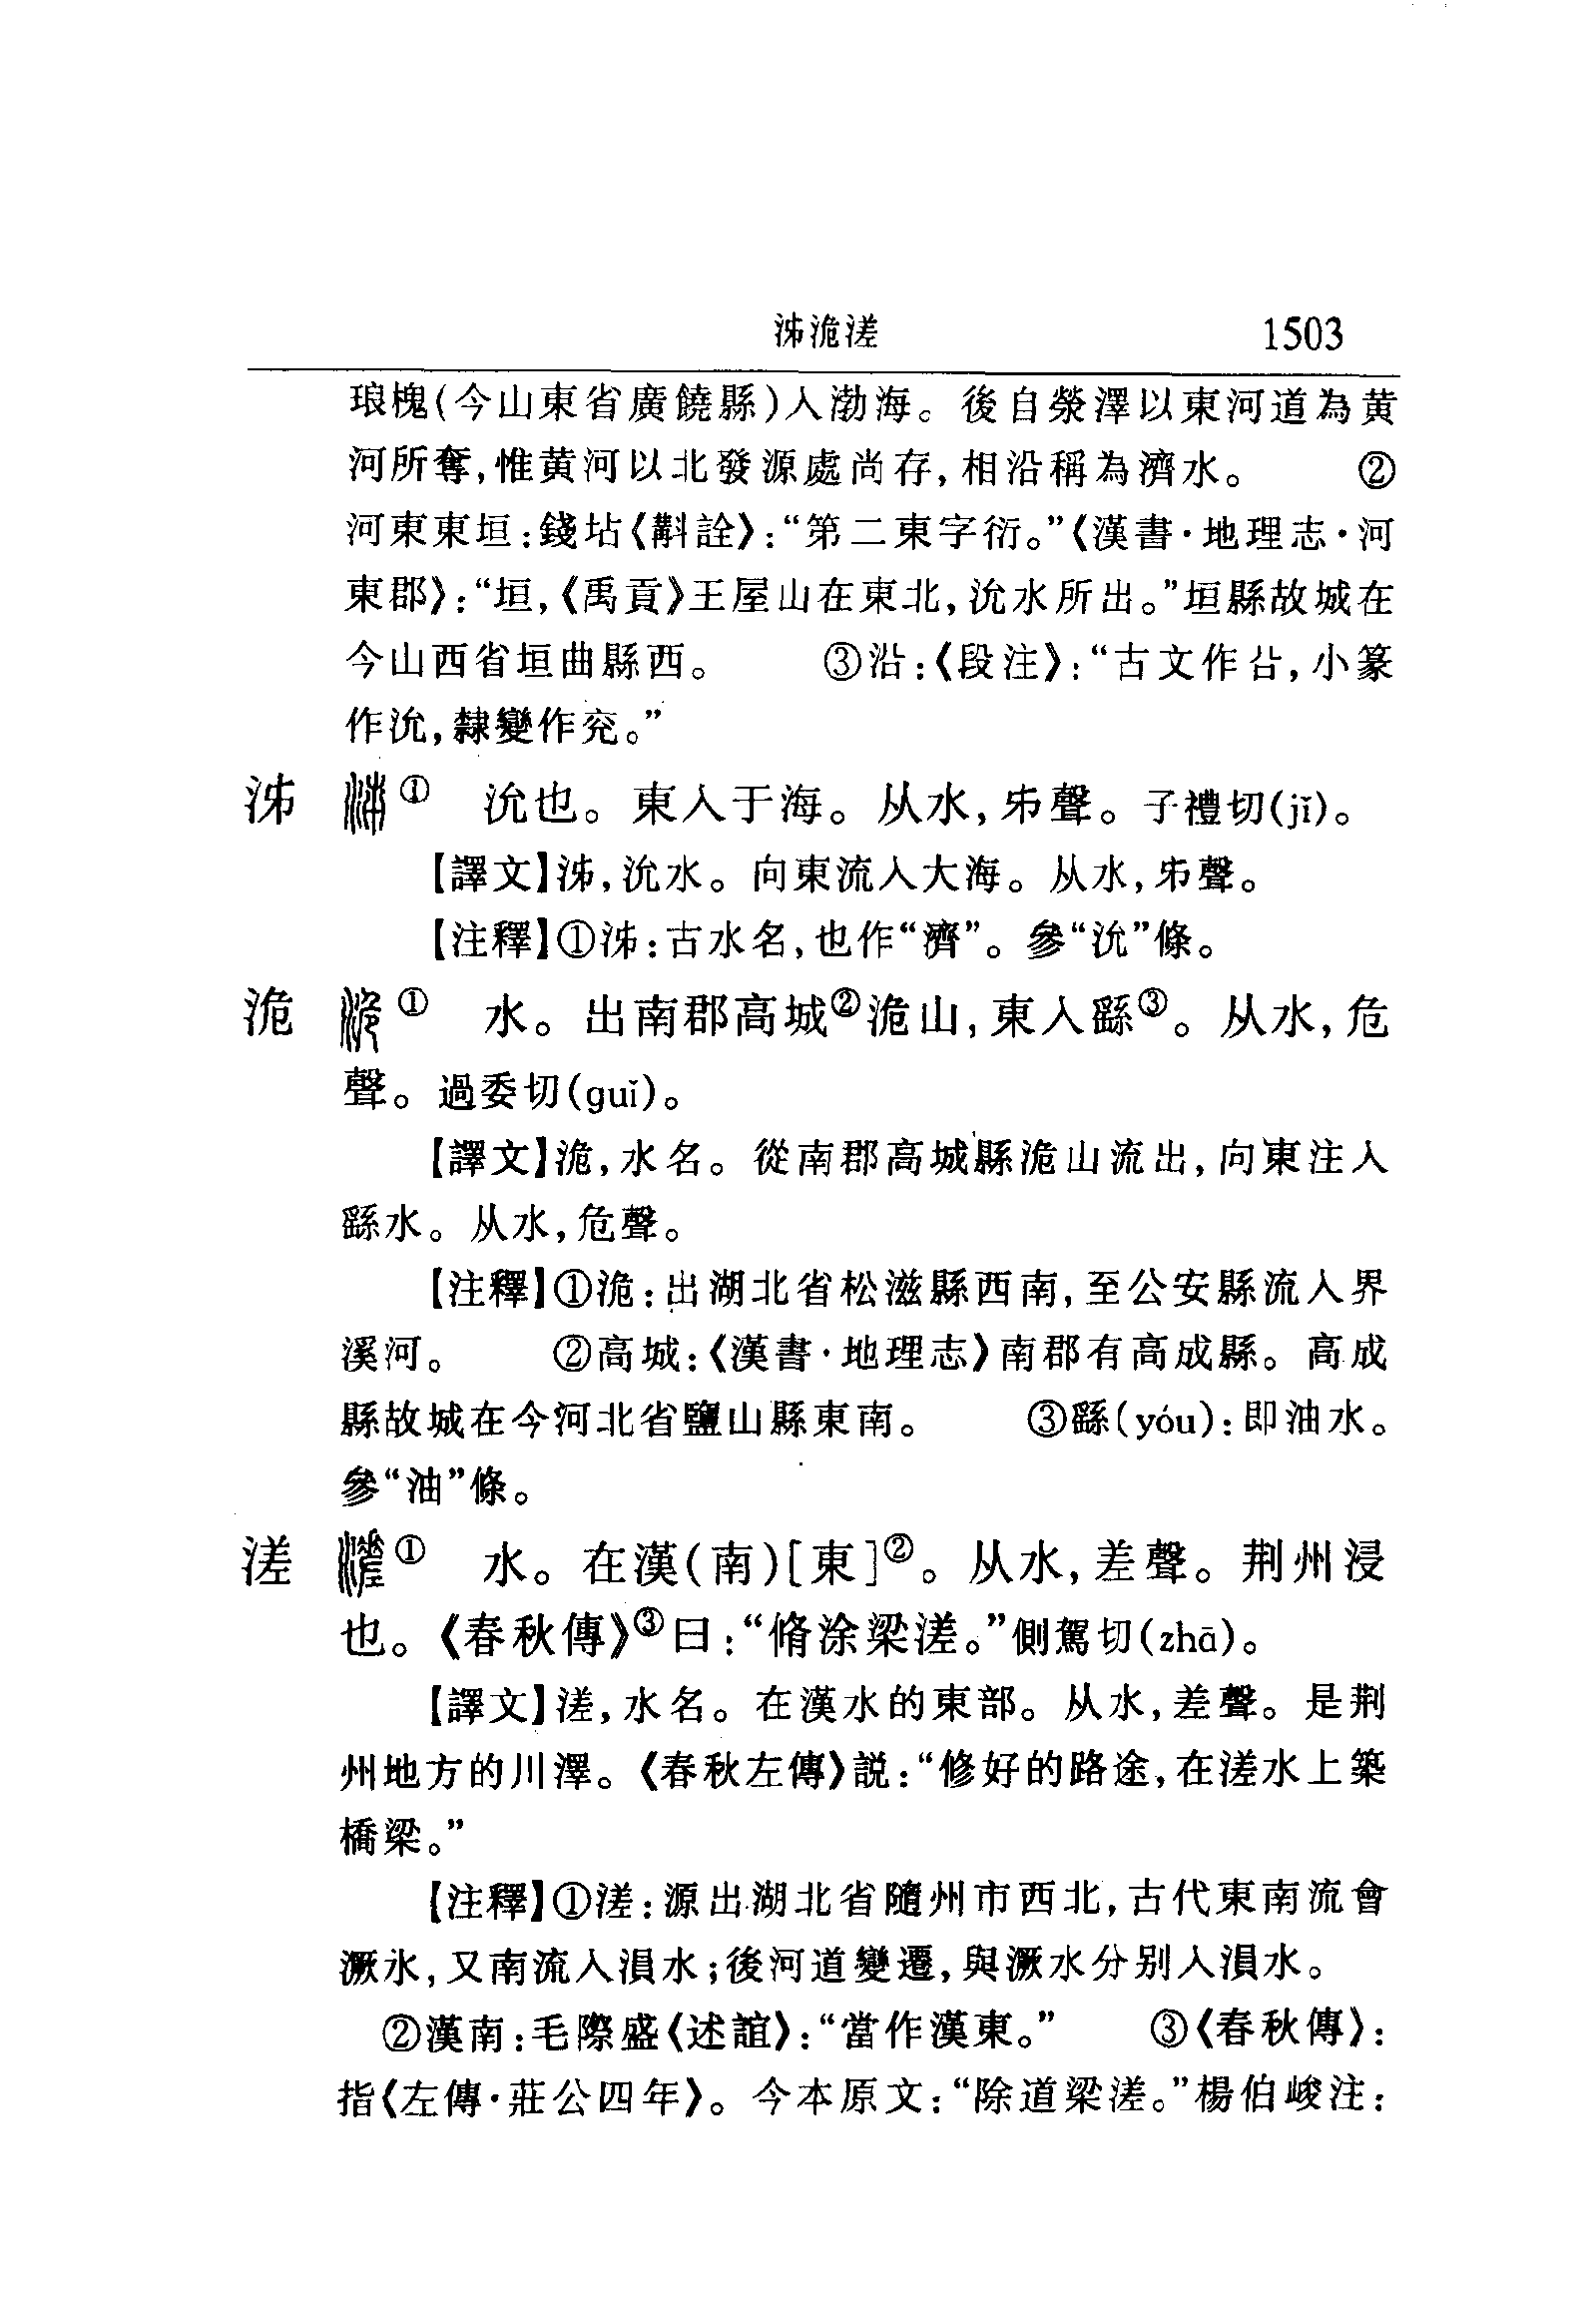 泲洈溠 1503
琅槐(今山東省廣饒縣)入渤海。後自滎澤以東河道為黄
河所奪,惟黄河以北發源處尚存,相沿稱為濟水。 ②
河東東垣:錢坫《斠詮》:“第二東字衍。”《漢書·地理志·河
東郡》:“垣,《禹貢》王屋山在東北,沇水所出。”垣縣故城在
今山西省垣曲縣西。 ③沿:《段注》:“古文作㕣,小篆
作沇,隸變作兖。”
泲 ① 沇也。東入于海。从水,𠂔聲。子禮切(jǐ)。
【譯文】泲,沇水。向東流入大海。从水,𠂔聲。
【注釋】①泲:古水名,也作“濟”。參“沇”條。
洈 ① 水。出南郡高城②洈山,東入繇③。从水,危
聲。過委切(guǐ)。
【譯文】洈,水名。從南郡高城縣洈山流出,向東注入
繇水。从水,危聲。
【注釋】①洈:出湖北省松滋縣西南,至公安縣流入界
溪河。 ②高城:《漢書·地理志》南郡有高成縣。高成
縣故城在今河北省鹽山縣東南。 ③繇(yóu):即油水。
參“油”條。
溠 ① 水。在漢(南)[東]②。从水,差聲。荆州浸
也。《春秋傳》③曰:“脩涂梁溠。”側駕切(zhā)。
【譯文】溠,水名。在漢水的東部。从水,差聲。是荆
州地方的川澤。《春秋左傳》説:“修好的路途,在溠水上築
橋梁。”
【注釋】①溠:源出湖北省隨州市西北,古代東南流會
㵐水,又南流入溳水;後河道變遷,與㵐水分别入溳水。
②漢南:毛際盛《述誼》:“當作漢東。” ③《春秋傳》:
指《左傳·莊公四年》。今本原文:“除道梁溠。”楊伯峻注: